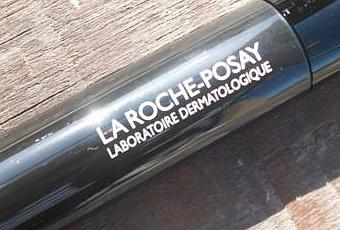 LA ROCHE-POSAY
LABORATOIRE DERMATOLOGIQUE